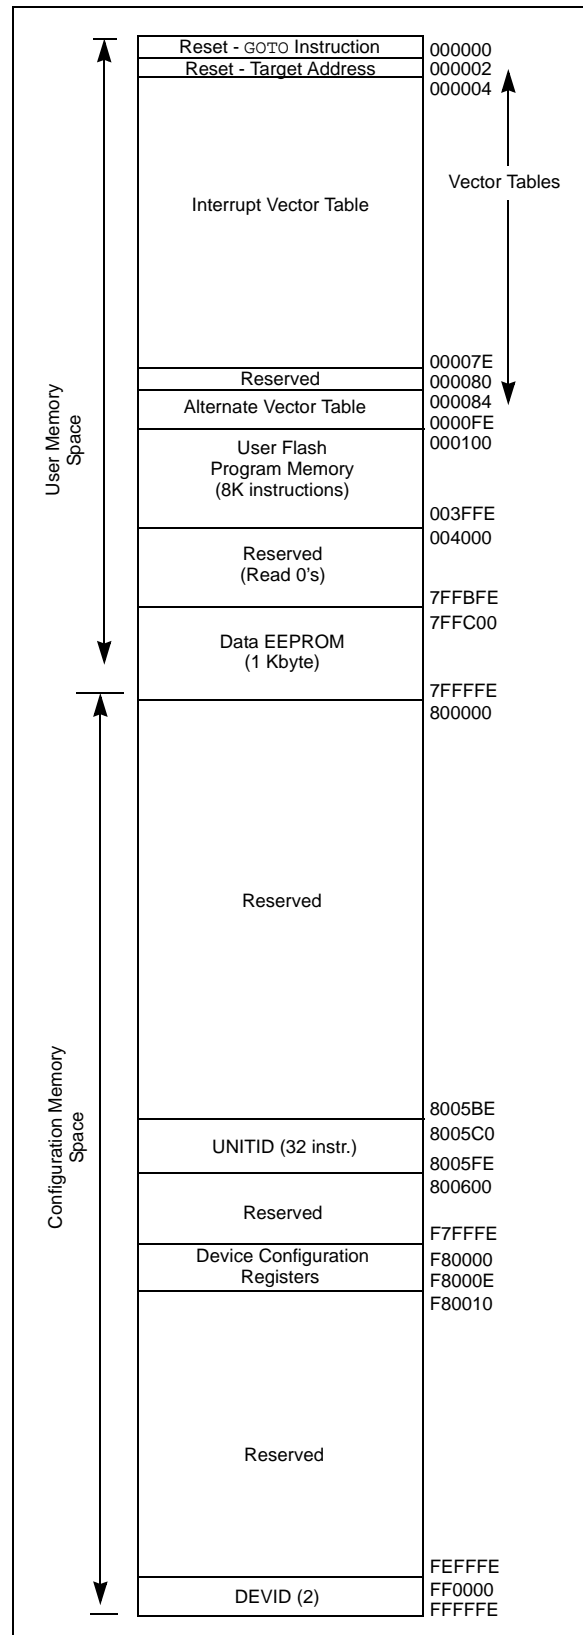 Reset - GOTO Instruction
000000
Reset - Target Address
000002
000004
Interrupt Vector Table
Vector Tables
00007E
Reserved
000080
Alternate Vector Table
000084
0000FE
User Flash
Program Memory
(8K instructions)
000100
003FFE
004000
Reserved
(Read 0's)
7FFBFE
7FFC00
Data EEPROM
(1 Kbyte)
7FFFFE
User Memory
Space
800000
Reserved
8005BE
8005C0
UNITID (32 instr.)
8005FE
800600
Reserved
F7FFFE
Device Configuration
Registers
F80000
F8000E
F80010
Reserved
FEFFFE
DEVID (2)
FF0000
FFFFFE
Configuration Memory
Space